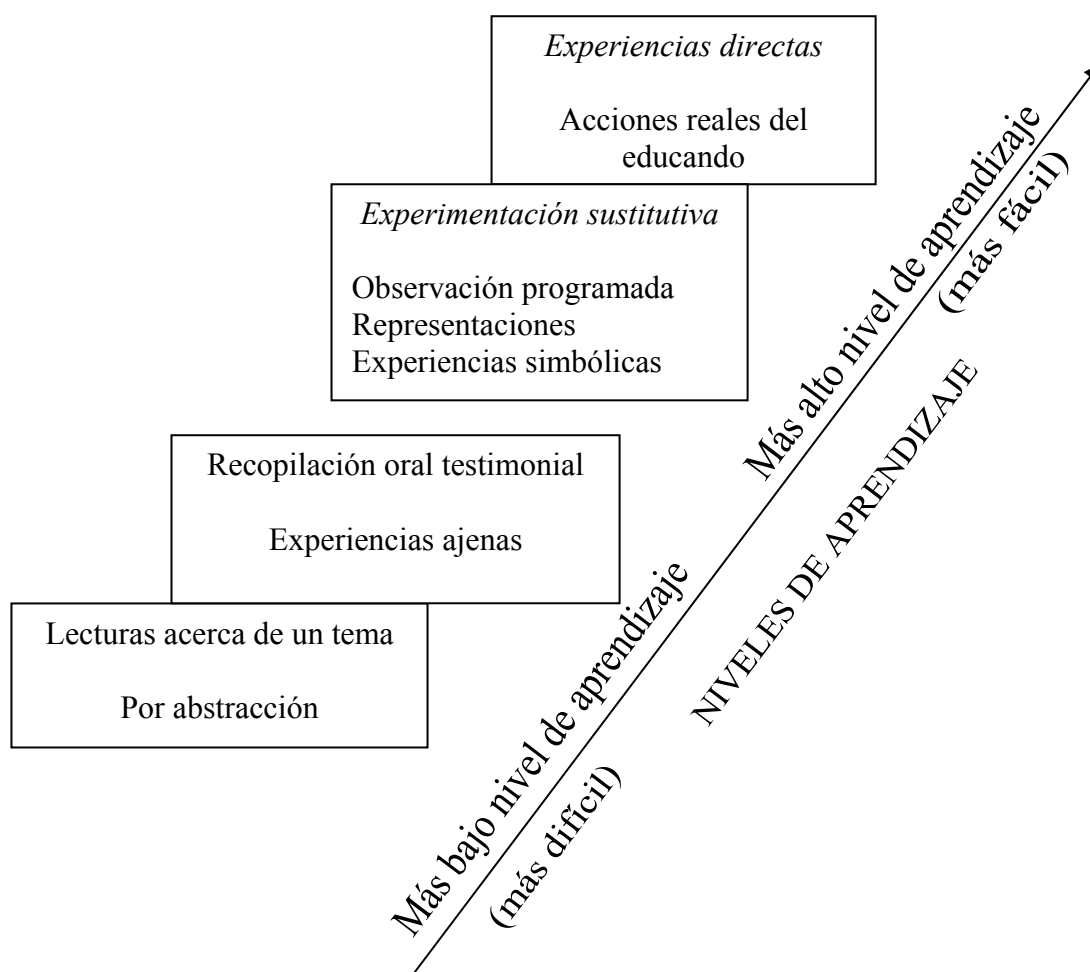 Experiencias directas
Acciones reales del
educando
Experimentación sustitutiva
Observación programada
Representaciones
Experiencias simbólicas
Recopilación oral testimonial
Experiencias ajenas
Lecturas acerca de un tema
Por abstracción
Más alto nivel de aprendizaje
(más fácil)
Más bajo nivel de aprendizaje
(más difícil)
NIVELES DE APRENDIZAJE